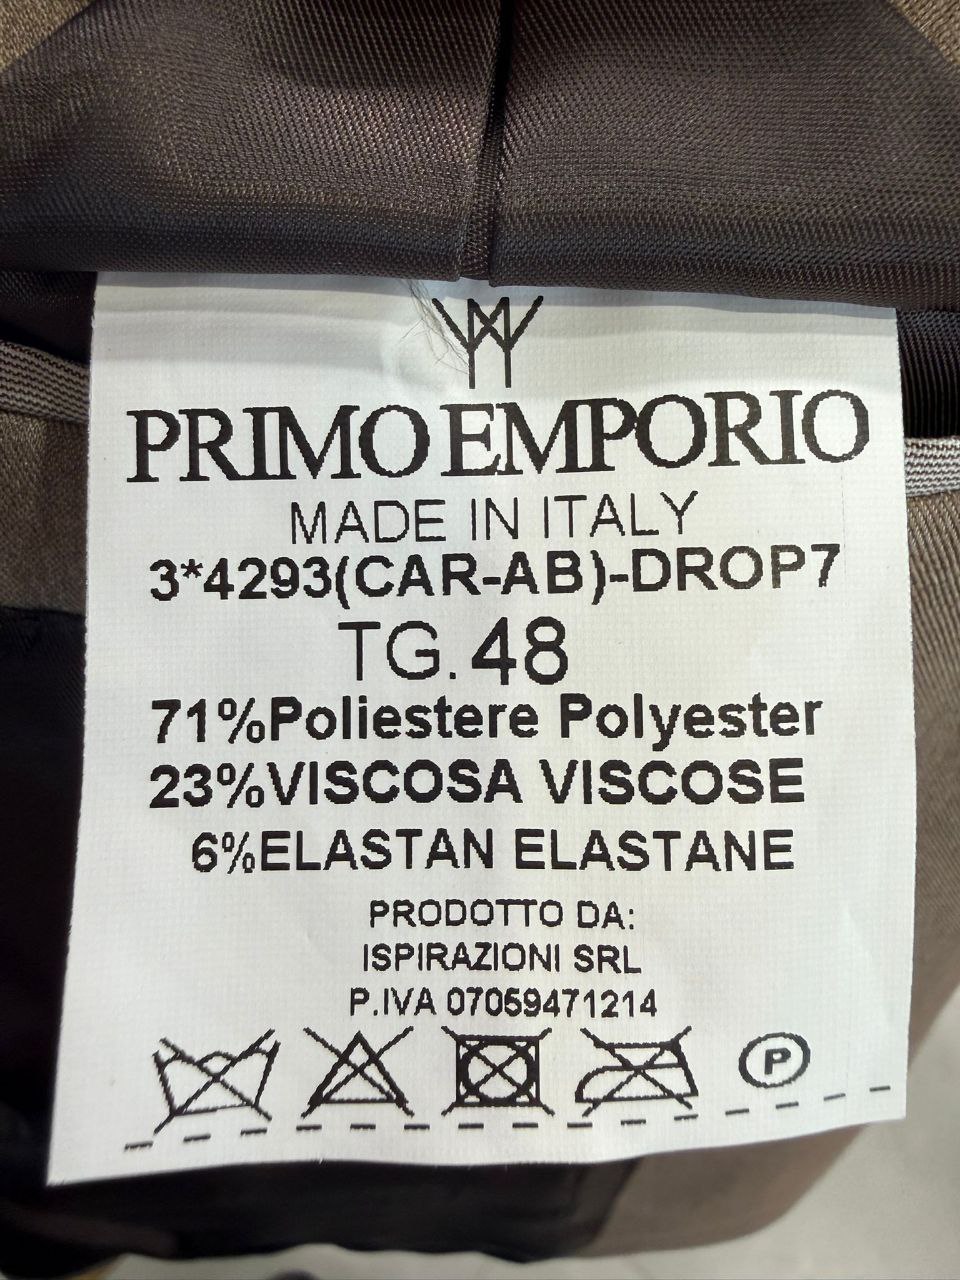 PRIMO EMPORIO
MADE IN ITALY
3*4293(CAR-AB)-DROP7
TG. 48
71%Poliestere Polyester
23%VISCOSA VISCOSE
6%ELASTAN ELASTANE
PRODOTTO DA:
ISPIRAZIONI SRL
P.IVA 07059471214
P